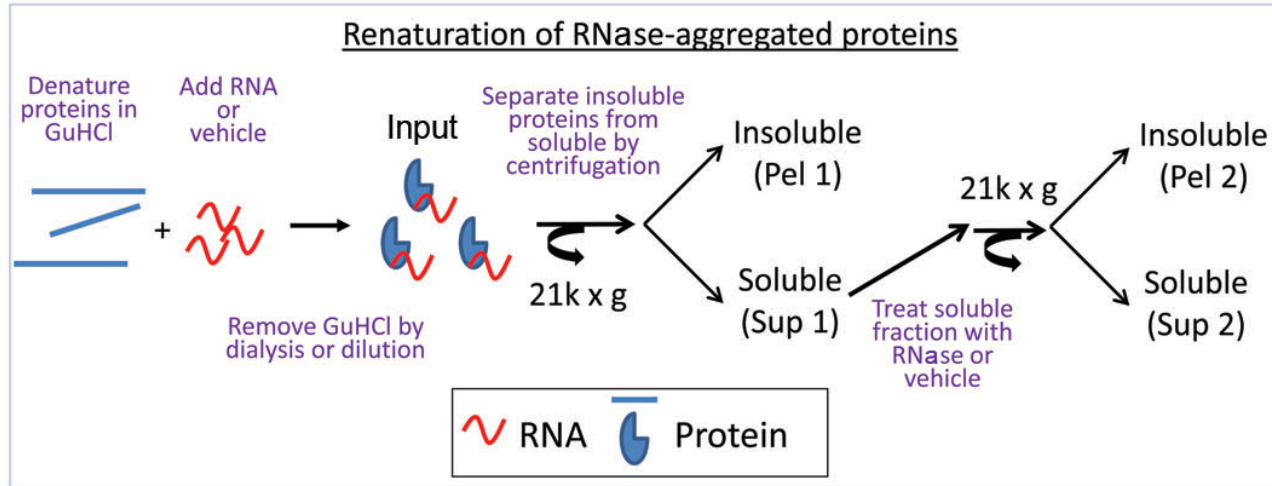 Renaturation of RNase-aggregated proteins
Denature
proteins in
GuHCl
Add RNA
or
vehicle
+
Remove GuHCl by
dialysis or dilution
Input
Separate insoluble
proteins from
soluble by
centrifugation
21k x g
Insoluble
(Pel 1)
Soluble
(Sup 1)
Treat soluble
fraction with
RNase or
vehicle
21k x g
Insoluble
(Pel 2)
Soluble
(Sup 2)
RNA
Protein